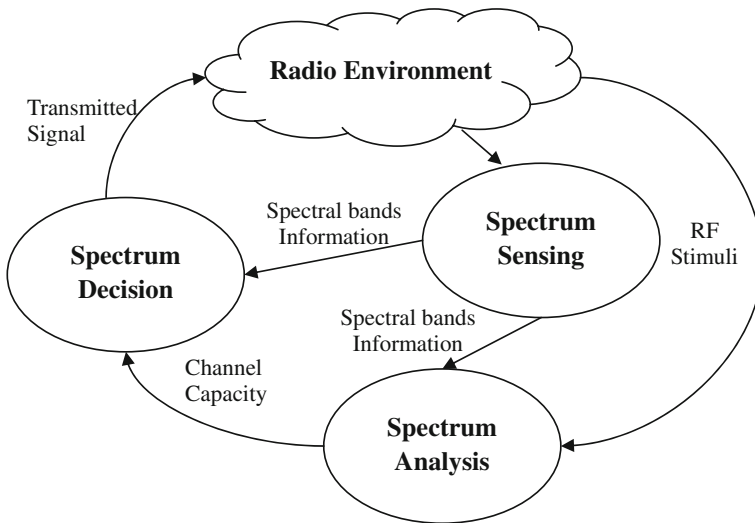 Radio Environment
Transmitted
Signal
Spectral bands
Information
Spectrum
Sensing
RF
Stimuli
Spectrum
Decision
Spectral bands
Information
Channel
Capacity
Spectrum
Analysis